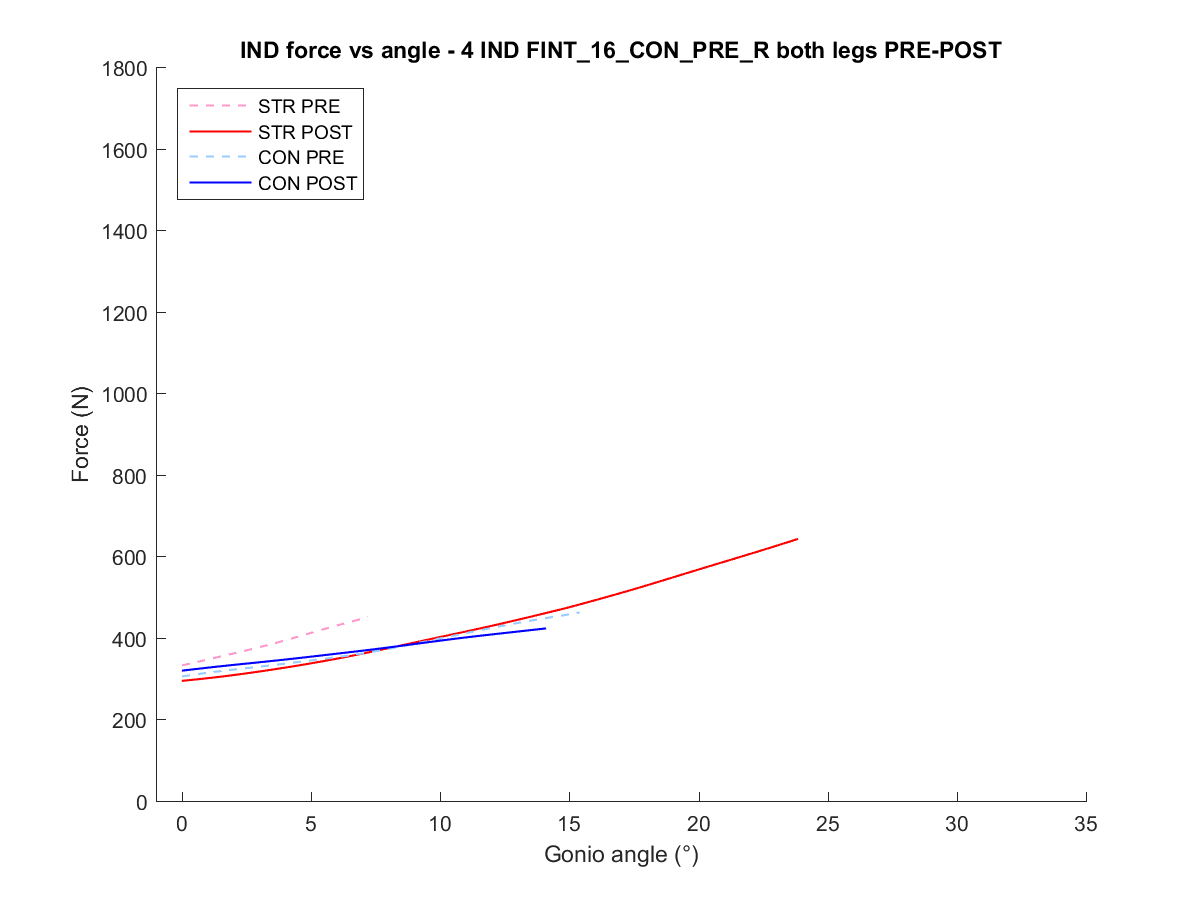 IND force vs angle - 4 IND FINT_16_CON_PRE_R both legs PRE-POST
1800
1600
1400
1200
1000
800
600
400
200
0
Force (N)
STR PRE
STR POST
CON PRE
CON POST
0 5 10 15 20 25 30 35
Gonio angle (°)